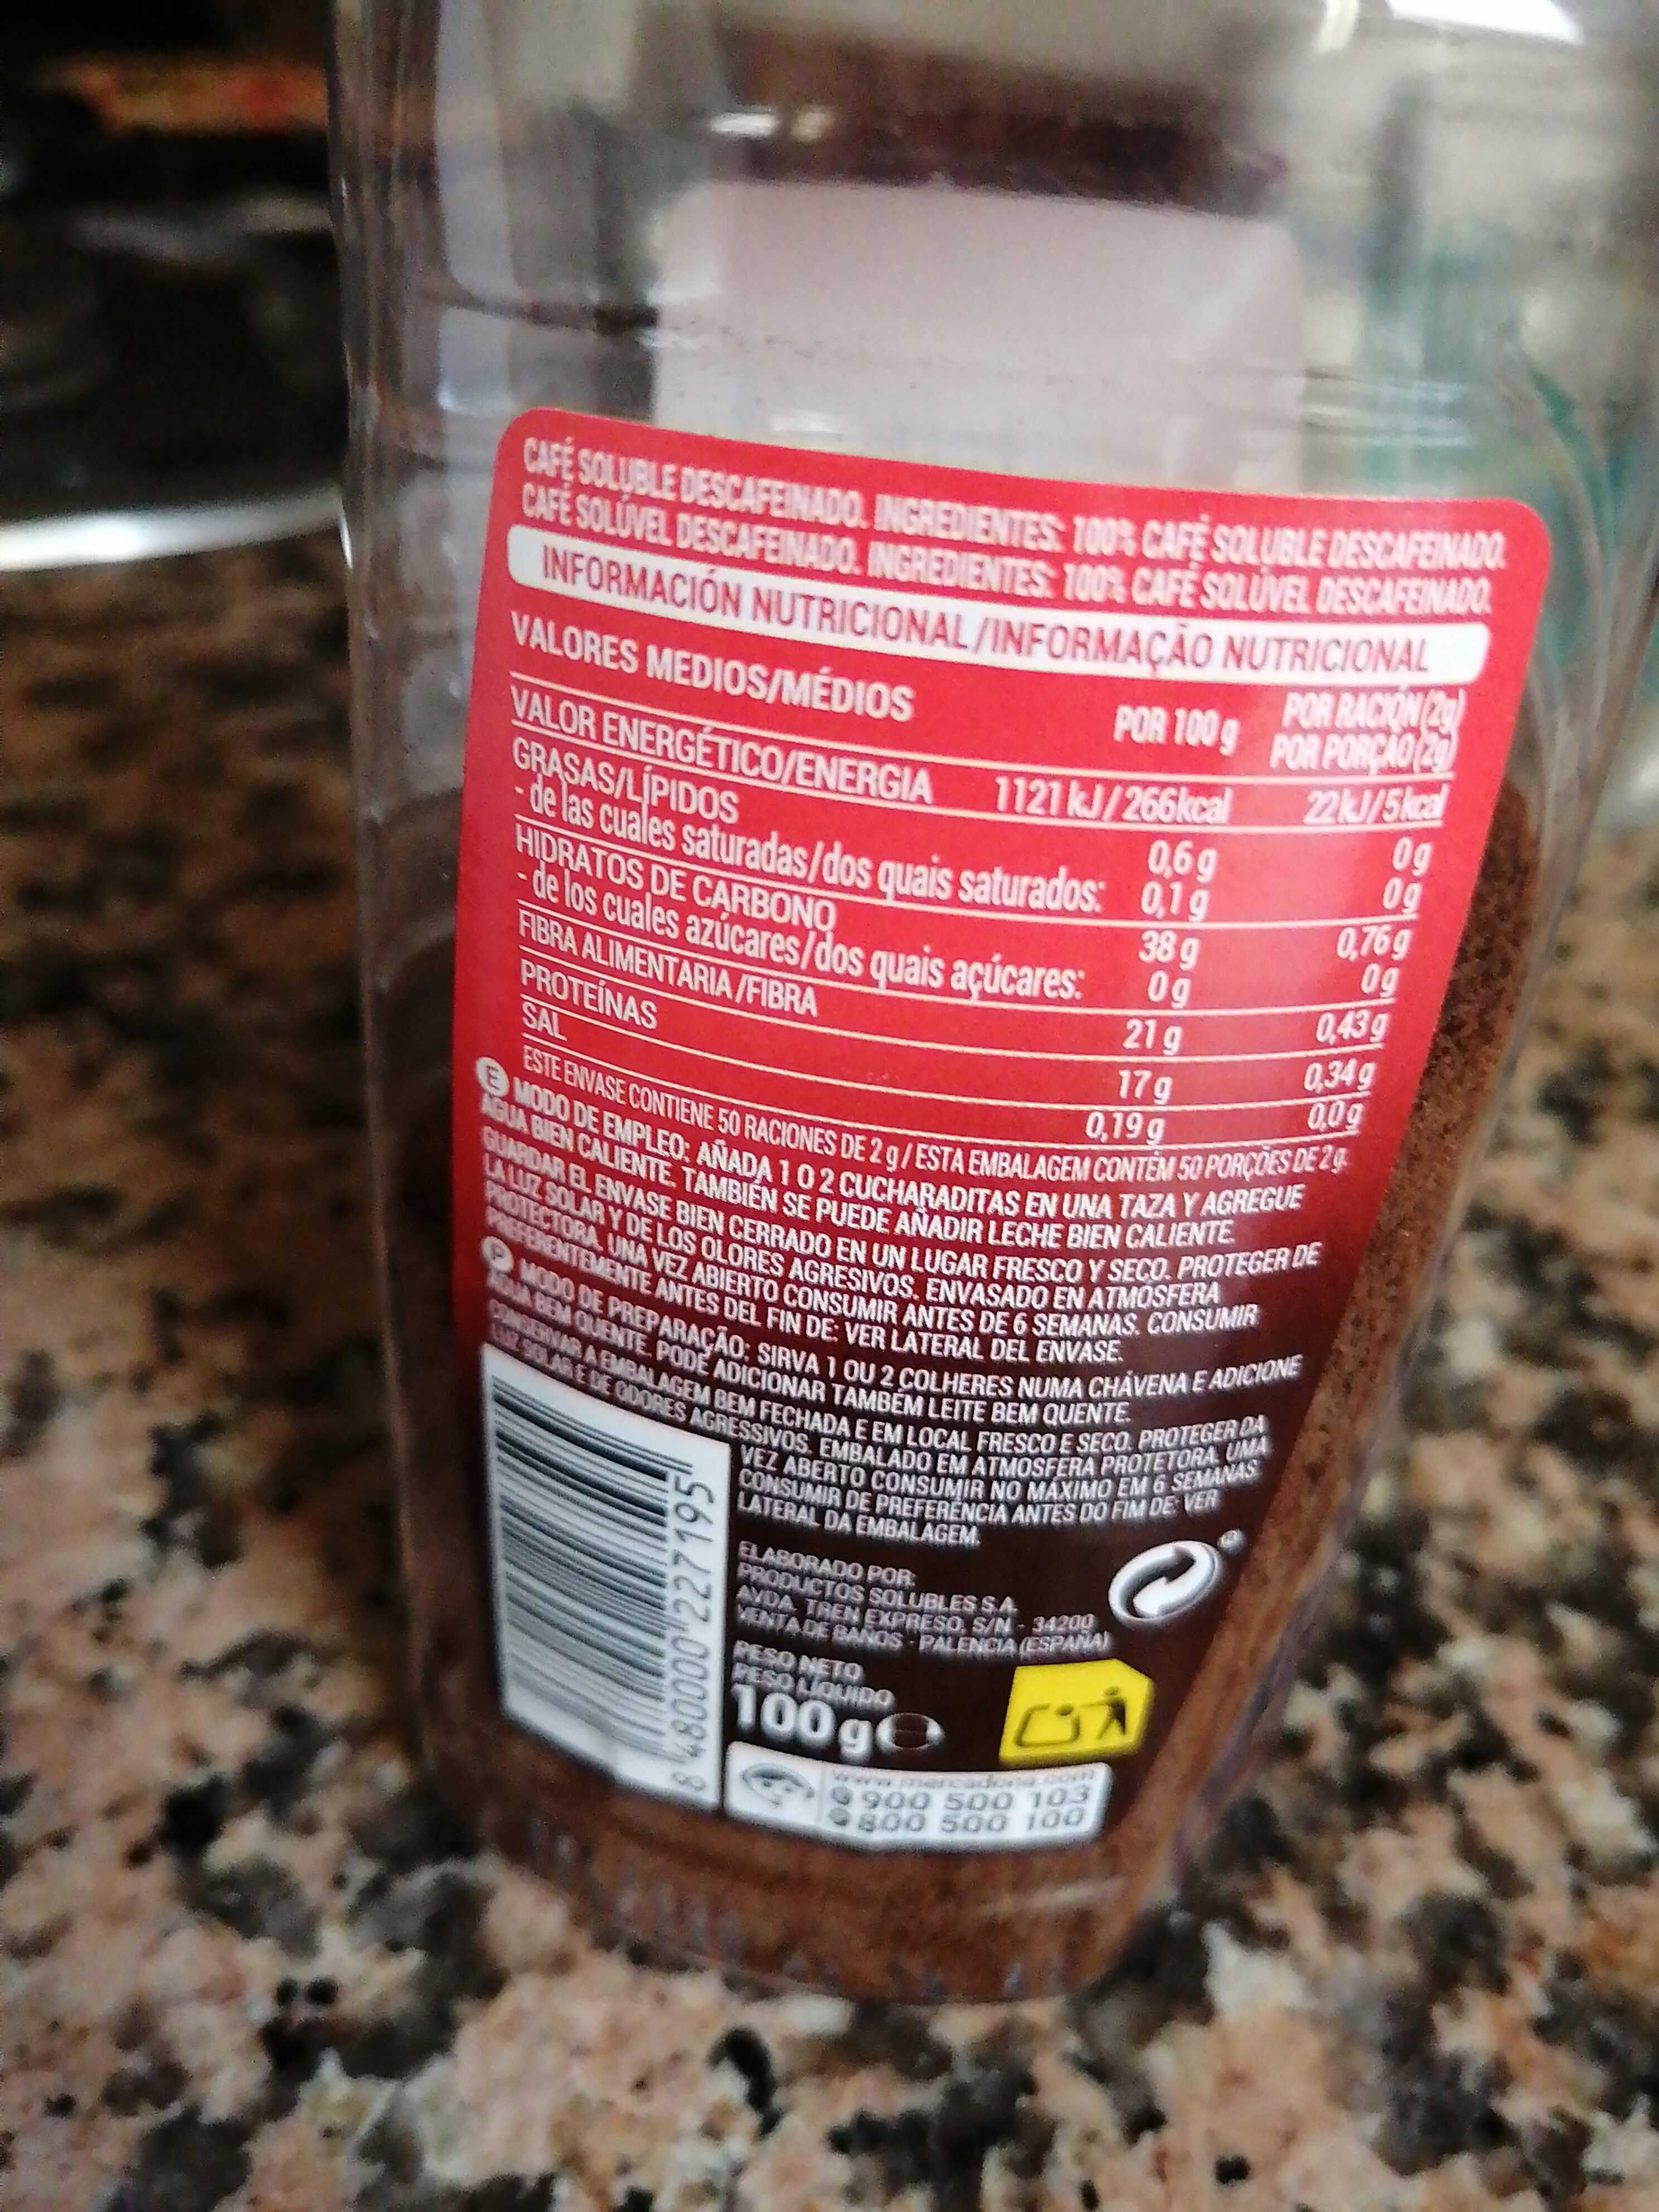 CAFÉ SOLUBLE DESCAFEINADO. INGREDIENTES: 100% CAFÉ SOLUBLE DESCAFEINADO.
CAFÉ SOLÚVEL DESCAFEINADO. INGREDIENTES: 100% CAFÉ SOLÚVEL DESCAFEINADO.
INFORMACIÓN NUTRICIONAL/INFORMAÇÃO NUTRICIONAL
VALORES MEDIOS/MÉDIOS POR 100 g POR RACIÓN (2g)
POR PORÇÃO (2g)
VALOR ENERGÉTICO/ENERGIA 1121 kJ/266kcal 22kJ/5kcal
GRASAS/LÍPIDOS 0,6 g 0g
- de las cuales saturadas/dos quais saturados: 0,1 g 0g
HIDRATOS DE CARBONO 38 g 0,76g
- de los cuales azúcares/dos quais açúcares: 0g 0g
FIBRA ALIMENTARIA/FIBRA 21 g 0,43g
PROTEÍNAS 17g 0,34g
SAL 0,19 g 0,0g
ESTE ENVASE CONTIENE 50 RACIONES DE 2 g / ESTA EMBALAGEM CONTÉM 50 PORÇÕES DE 2 g.
E MODO DE EMPLEO: AÑADA 1 O 2 CUCHARADITAS EN UNA TAZA Y AGREGUE
AGUA BIEN CALIENTE. TAMBIÉN SE PUEDE AÑADIR LECHE BIEN CALIENTE.
GUARDAR EL ENVASE BIEN CERRADO EN UN LUGAR FRESCO Y SECO. PROTEGER DE
LA LUZ SOLAR Y DE LOS OLORES AGRESIVOS. ENVASADO EN ATMOSFERA
PROTECTORA. UNA VEZ ABIERTO CONSUMIR ANTES DE 6 SEMANAS. CONSUMIR
PREFERENTEMENTE ANTES DEL FIN DE: VER LATERAL DEL ENVASE.
P MODO DE PREPARAÇÃO: SIRVA 1 OU 2 COLHERES NUMA CHÁVENA E ADICIONE
ÁGUA BEM QUENTE. PODE ADICIONAR TAMBÉM LEITE BEM QUENTE.
CONSERVAR A EMBALAGEM BEM FECHADA E EM LOCAL FRESCO E SECO. PROTEGER DA
LUZ SOLAR E DE ODORES AGRESSIVOS. EMBALADO EM ATMOSFERA PROTETORA. UMA
VEZ ABERTO CONSUMIR NO MÁXIMO EM 6 SEMANAS.
CONSUMIR DE PREFERÊNCIA ANTES DO FIM DE: VER
LATERAL DA EMBALAGEM.
ELABORADO POR:
PRODUCTOS SOLUBLES S.A.
AVDA. TREN EXPRESO, S/N - 34200
VENTA DE BAÑOS - PALENCIA (ESPAÑA)
PESO NETO
PESO LÍQUIDO
100 g e
8 480000 227195
www.mercadona.com
900 500 103
800 500 100